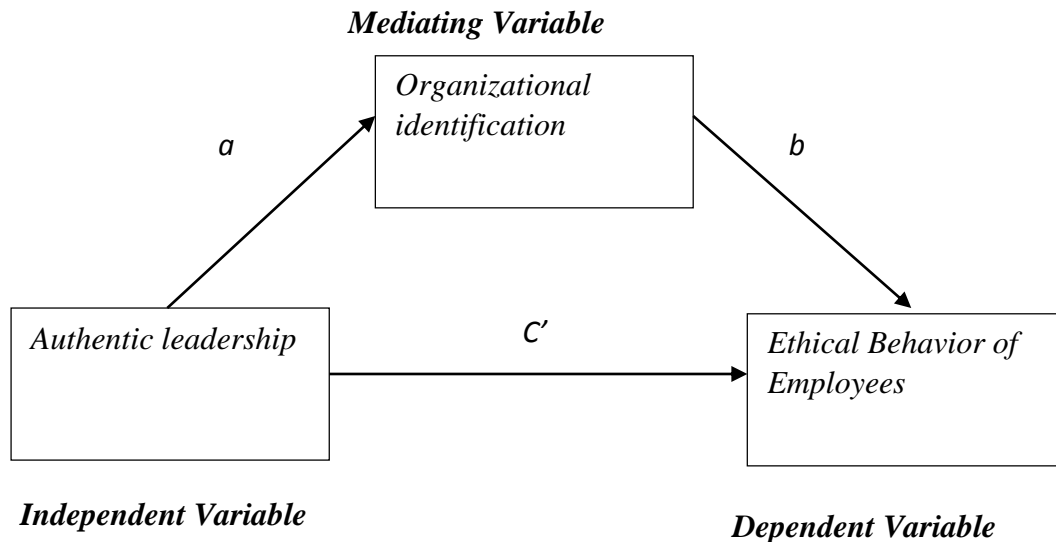 Mediating Variable
Organizational
identification
a
b
Authentic leadership
C’
Ethical Behavior of
Employees
Independent Variable
Dependent Variable